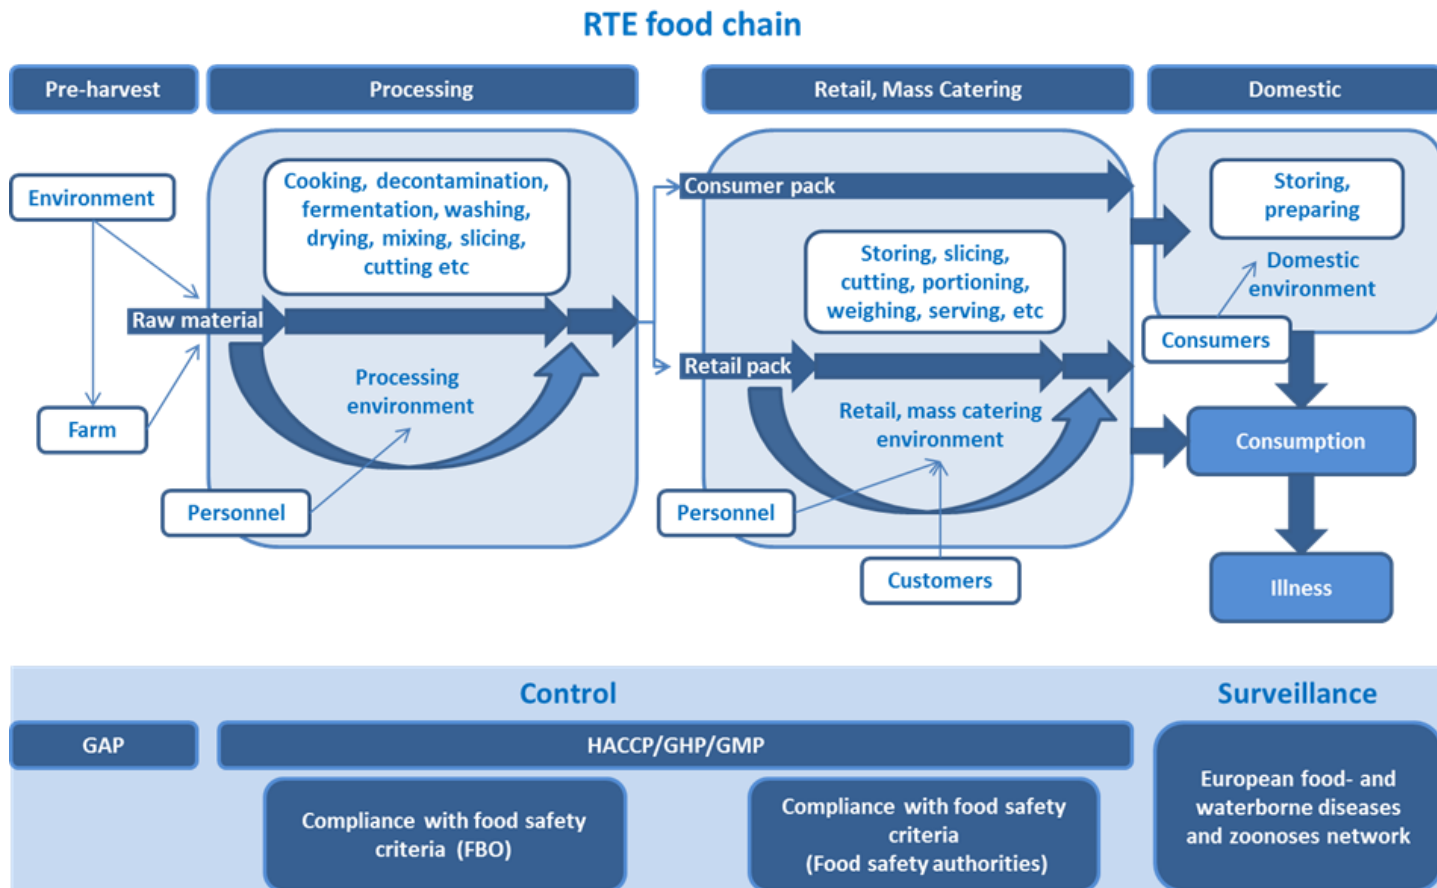 RTE food chain
Pre-harvest
Processing
Retail, Mass Catering
Domestic
Environment
Farm
Raw material
Cooking, decontamination,
fermentation, washing,
drying, mixing, slicing,
cutting etc
Processing
environment
Personnel
Consumer pack
Retail pack
Storing, slicing,
cutting, portioning,
weighing, serving, etc
Retail, mass catering
environment
Personnel
Customers
Storing,
preparing
Domestic
environment
Consumers
Consumption
Illness
Control
Surveillance
GAP
HACCP/GHP/GMP
Compliance with food safety
criteria (FBO)
Compliance with food safety
criteria
(Food safety authorities)
European food- and
waterborne diseases
and zoonoses network